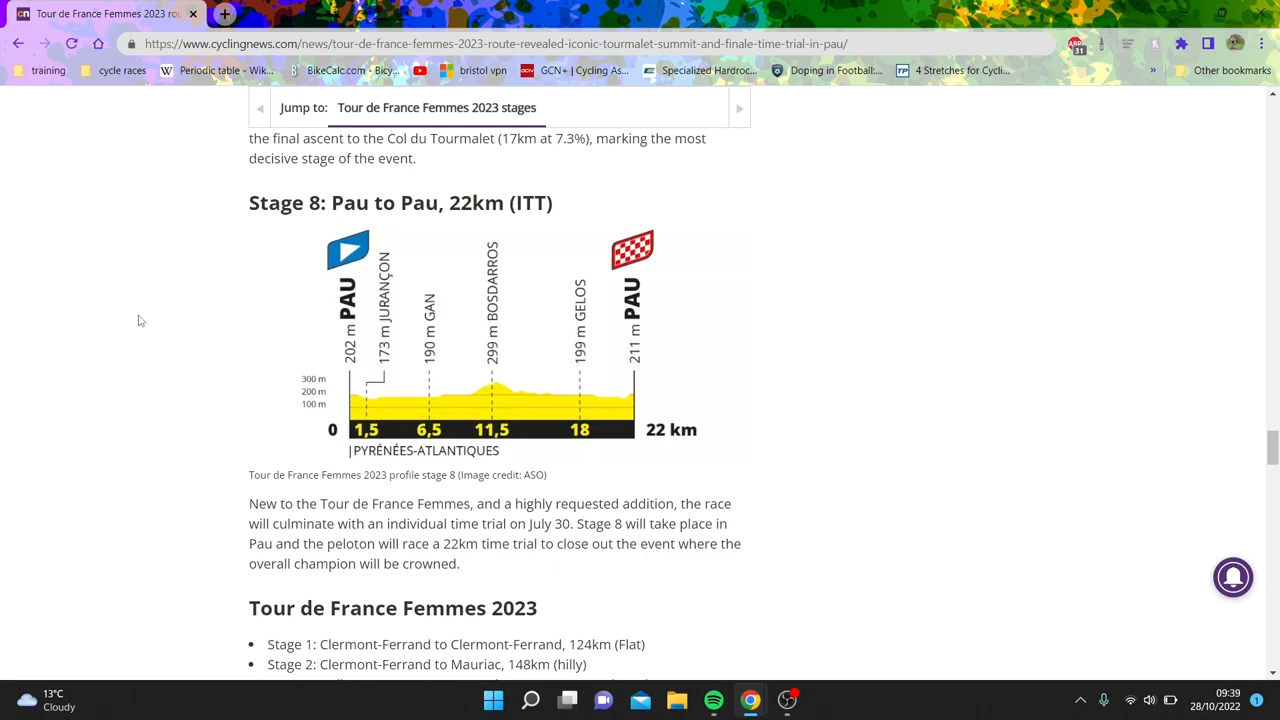 cn Tour de France Femmes 2023 rou
https://www.cyclingnews.com/news/tour-de-france-femmes-2023-route-revealed-iconic-tourmalet-summit-and-finale-time-trial-in-pau/
ABP
31
training
cycle races
W Periodic table - Wik...
BikeCalc.com - Bicy...
bristol vpn
GCN GCN+ | Cycling As...
Specialized Hardroc...
Doping in Football:...
TP 4 Stretches for Cycli...
»
Other bookmarks
Jump to: Tour de France Femmes 2023 stages
the final ascent to the Col du Tourmalet (17km at 7.3%), marking the most
decisive stage of the event.
Stage 8: Pau to Pau, 22km (ITT)
202 m PAU
173 m JURANÇON
190 m GAN
299 m BOSDARROS
199 m GELOS
211 m PAU
300 m
200 m
100 m
0 1,5 6,5 11,5 18 22 km
|PYRÉNÉES-ATLANTIQUES
Tour de France Femmes 2023 profile stage 8 (Image credit: ASO)
New to the Tour de France Femmes, and a highly requested addition, the race
will culminate with an individual time trial on July 30. Stage 8 will take place in
Pau and the peloton will race a 22km time trial to close out the event where the
overall champion will be crowned.
Tour de France Femmes 2023
• Stage 1: Clermont-Ferrand to Clermont-Ferrand, 124km (Flat)
• Stage 2: Clermont-Ferrand to Mauriac, 148km (hilly)
13°C
Cloudy
09:39
28/10/2022
1